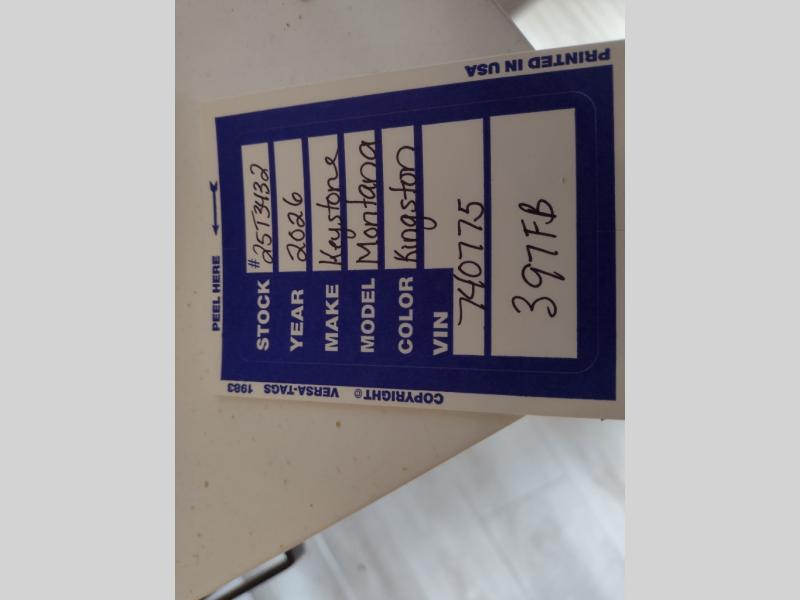 PEEL HERE
STOCK #25T3432
YEAR 2026
MAKE Keystone
MODEL Montana
COLOR Kingston
VIN 740775
397FB
COPYRIGHT © VERSA-TAGS 1983
PRINTED IN USA